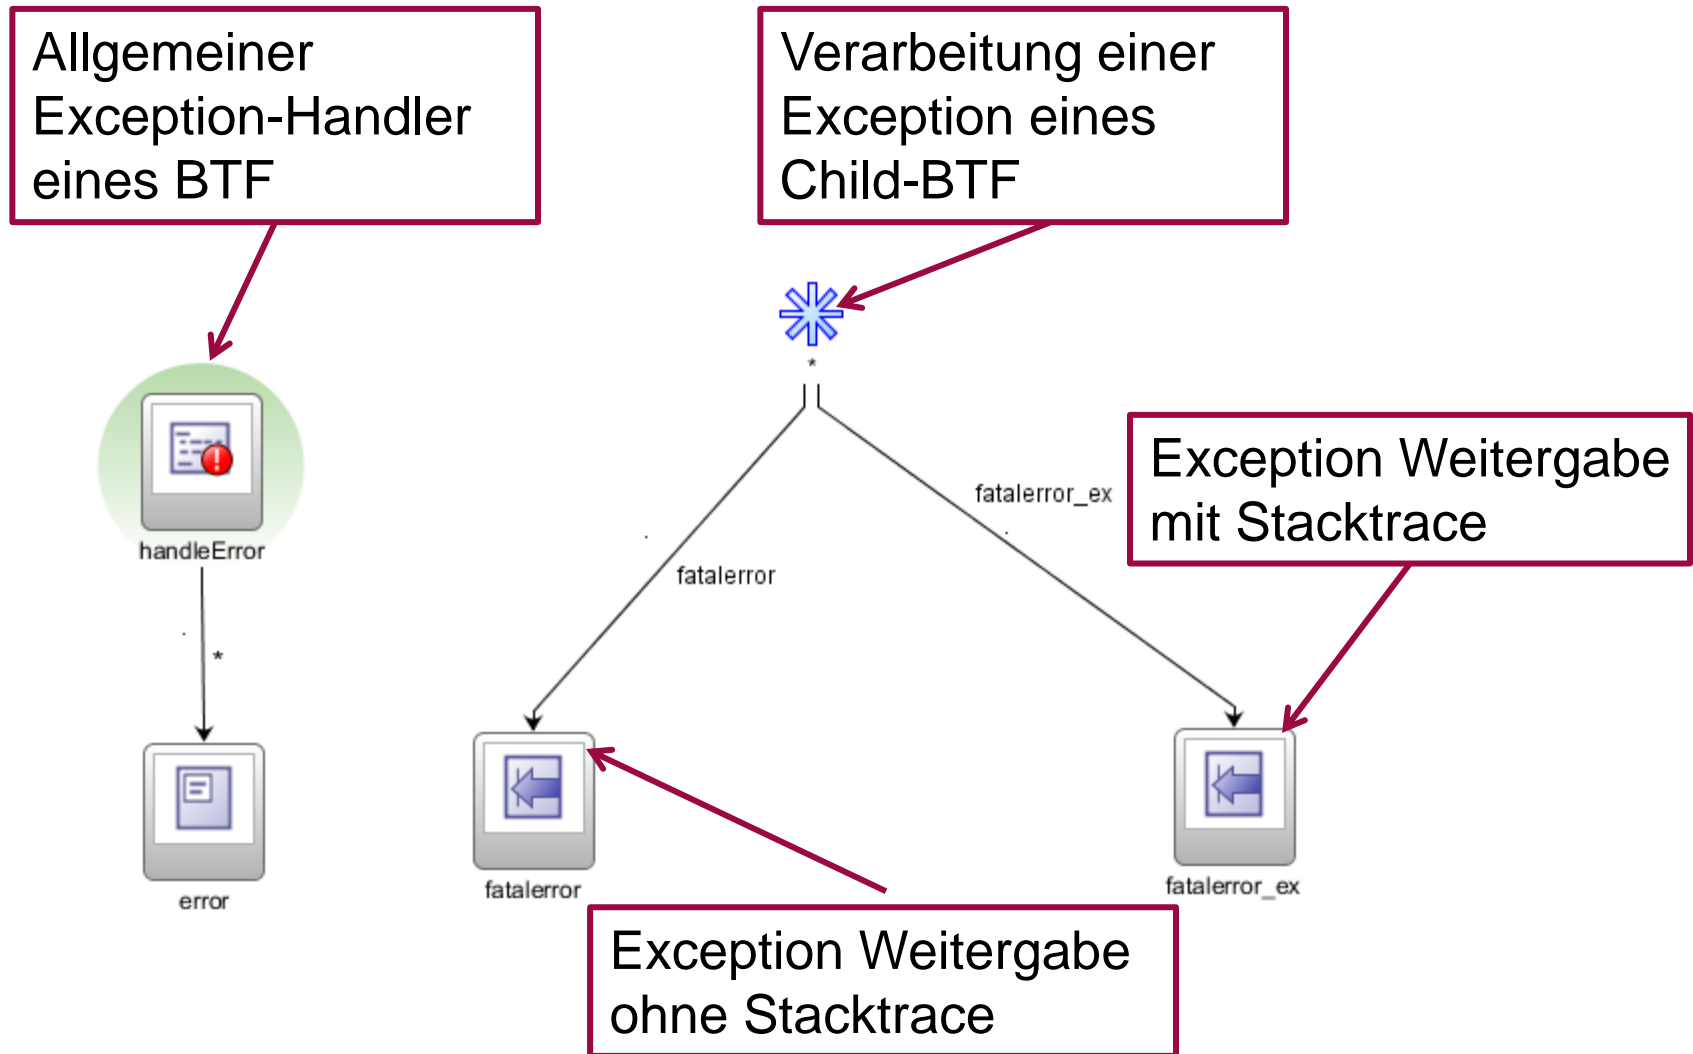 Allgemeiner
Exception-Handler
eines BTF
Verarbeitung einer
Exception eines
Child-BTF
*
handleError
*
error
fatalerror
fatalerror_ex
Exception Weitergabe
mit Stacktrace
fatalerror
fatalerror_ex
Exception Weitergabe
ohne Stacktrace